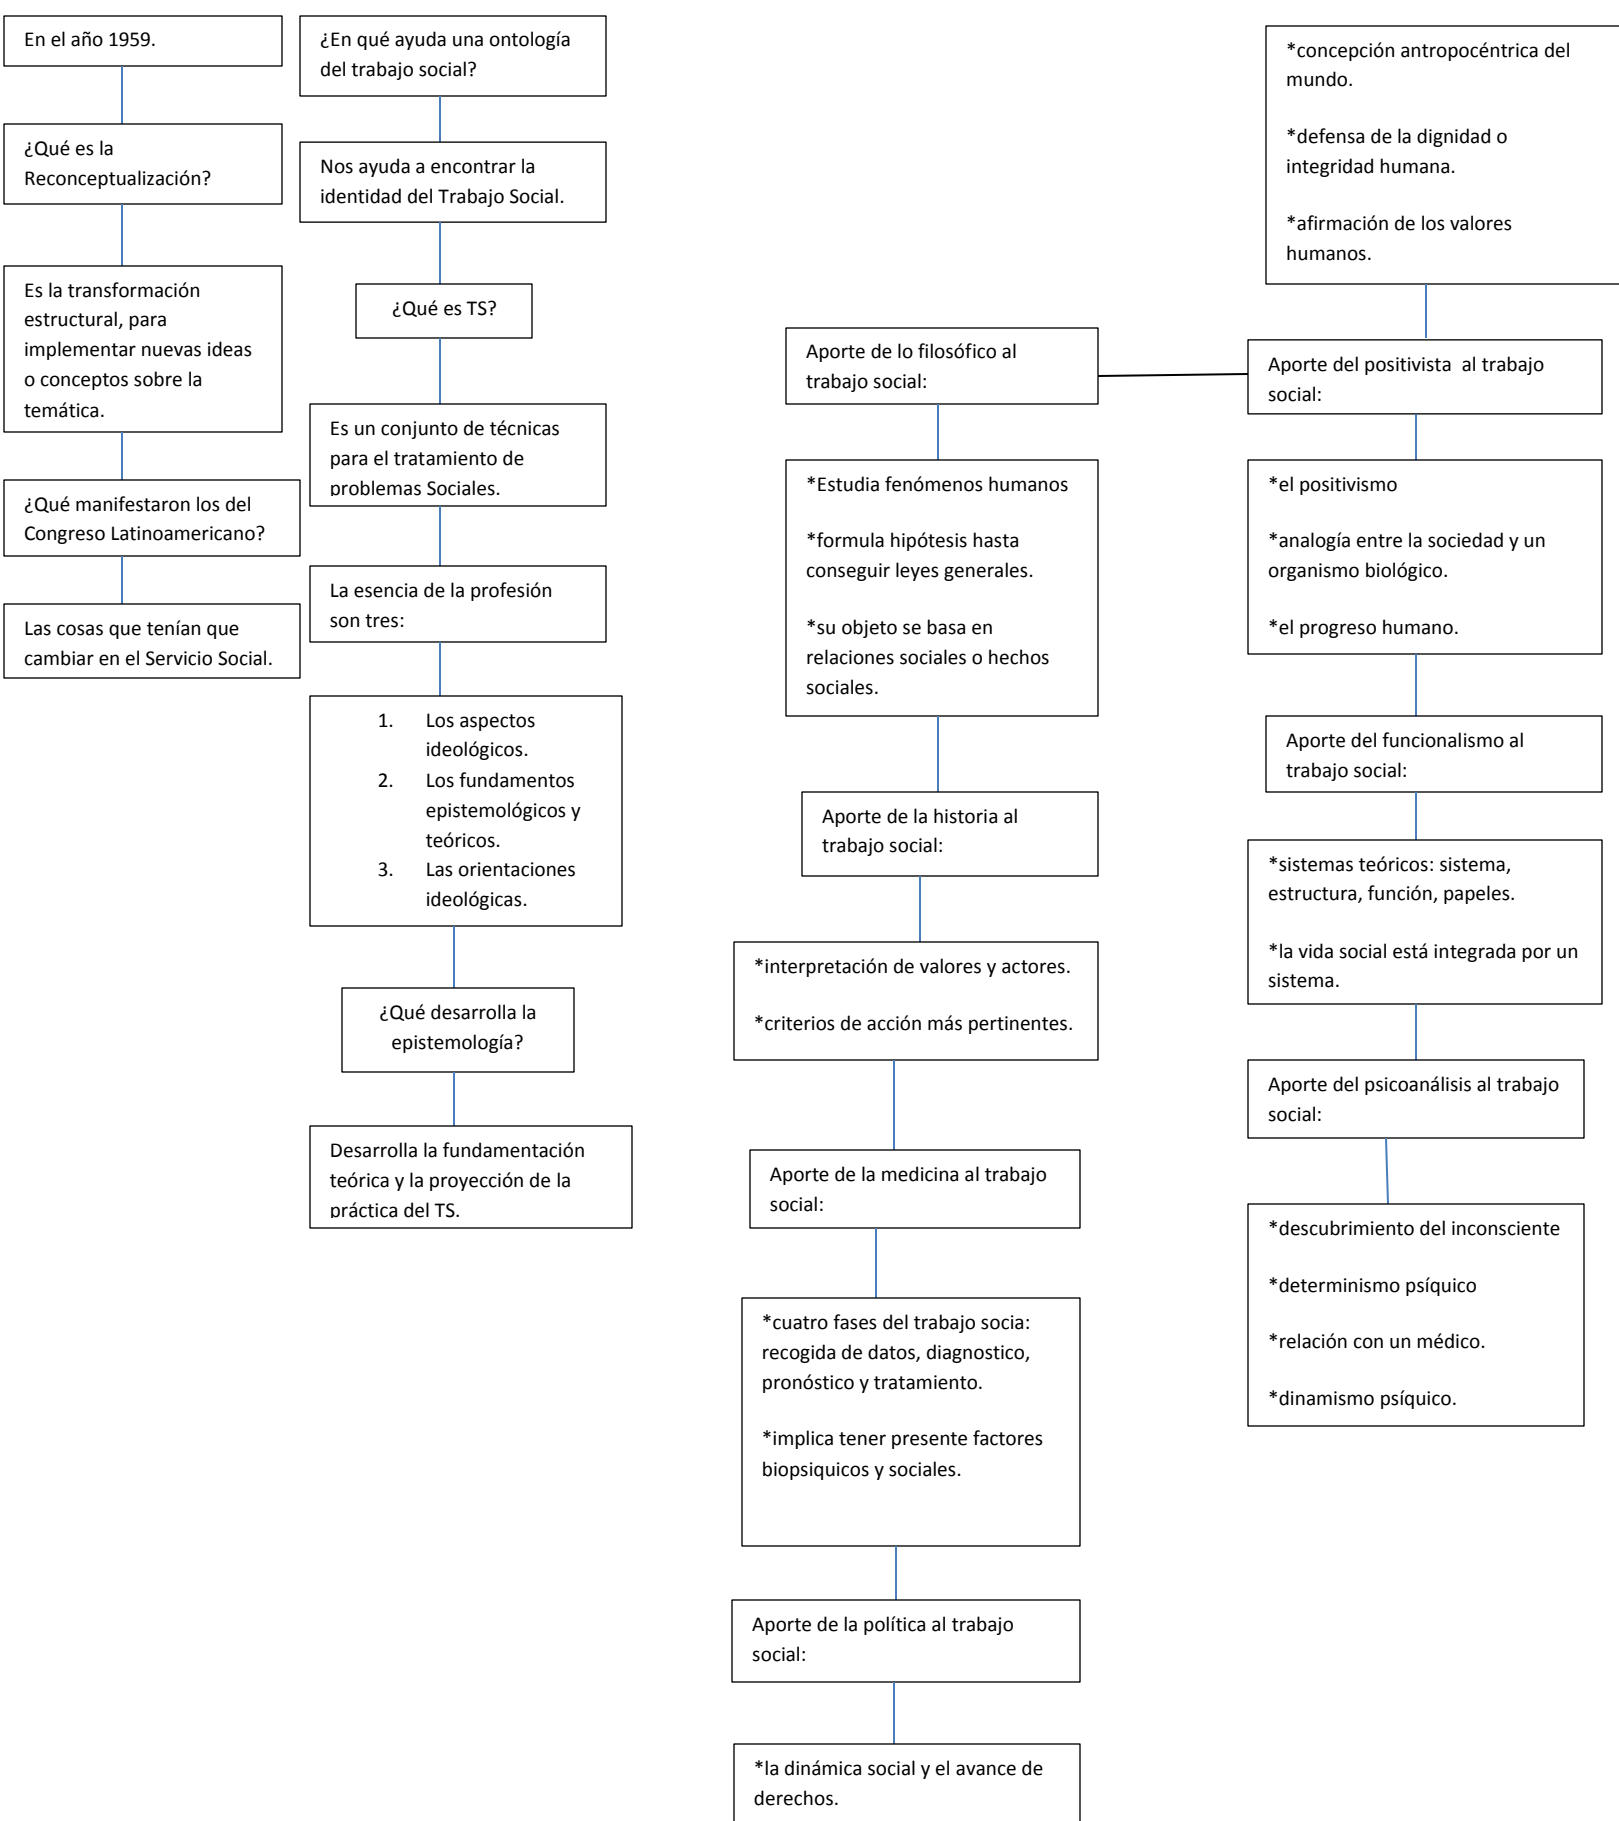 En el año 1959.
¿Qué es la
Reconceptualización?
Es la transformación
estructural, para
implementar nuevas ideas
o conceptos sobre la
temática.
¿Qué manifestaron los del
Congreso Latinoamericano?
Las cosas que tenían que
cambiar en el Servicio Social.
¿En qué ayuda una ontología
del trabajo social?
Nos ayuda a encontrar la
identidad del Trabajo Social.
¿Qué es TS?
Es un conjunto de técnicas
para el tratamiento de
problemas Sociales.
La esencia de la profesión
son tres:
1. Los aspectos
ideológicos.
2. Los fundamentos
epistemológicos y
teóricos.
3. Las orientaciones
ideológicas.
¿Qué desarrolla la
epistemología?
Desarrolla la fundamentación
teórica y la proyección de la
práctica del TS.
Aporte de lo filosófico al
trabajo social:
*Estudia fenómenos humanos
*formula hipótesis hasta
conseguir leyes generales.
*su objeto se basa en
relaciones sociales o hechos
sociales.
Aporte de la historia al
trabajo social:
*interpretación de valores y actores.
*criterios de acción más pertinentes.
Aporte de la medicina al trabajo
social:
*cuatro fases del trabajo socia:
recogida de datos, diagnostico,
pronóstico y tratamiento.
*implica tener presente factores
biopsiquicos y sociales.
Aporte de la política al trabajo
social:
*la dinámica social y el avance de
derechos.
*concepción antropocéntrica del
mundo.
*defensa de la dignidad o
integridad humana.
*afirmación de los valores
humanos.
Aporte del positivista  al trabajo
social:
*el positivismo
*analogía entre la sociedad y un
organismo biológico.
*el progreso humano.
Aporte del funcionalismo al
trabajo social:
*sistemas teóricos: sistema,
estructura, función, papeles.
*la vida social está integrada por un
sistema.
Aporte del psicoanálisis al trabajo
social:
*descubrimiento del inconsciente
*determinismo psíquico
*relación con un médico.
*dinamismo psíquico.